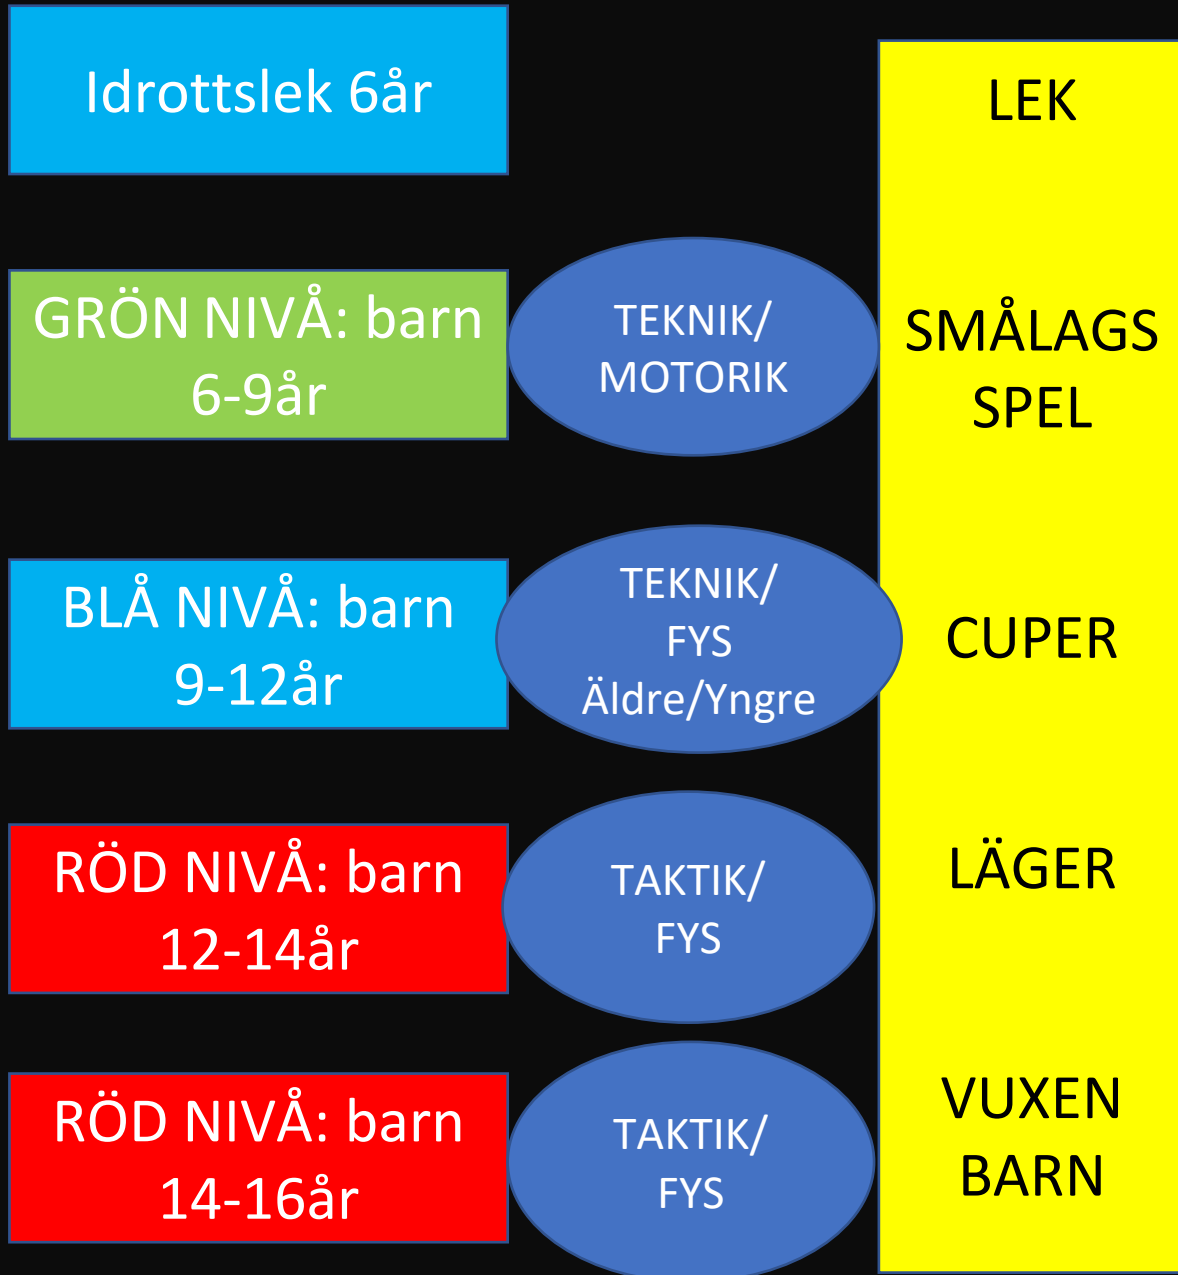 Idrottslek 6år
LEK
GRÖN NIVÅ: barn
6-9år
TEKNIK/
MOTORIK
SMÅLAGS
SPEL
BLÅ NIVÅ: barn
9-12år
TEKNIK/
FYS
Äldre/Yngre
CUPER
RÖD NIVÅ: barn
12-14år
TAKTIK/
FYS
LÄGER
RÖD NIVÅ: barn
14-16år
TAKTIK/
FYS
VUXEN
BARN